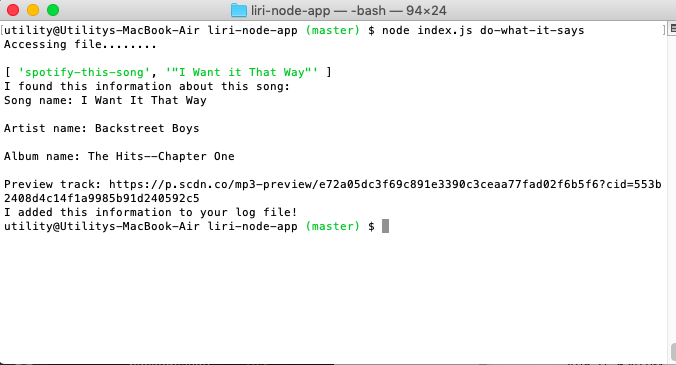 liri-node-app — -bash — 94×24
[utility@Utilitys-MacBook-Air liri-node-app (master) $ node index.js do-what-it-says ]
Accessing file........
[ 'spotify-this-song', '"I Want it That Way"' ]
I found this information about this song:
Song name: I Want It That Way
Artist name: Backstreet Boys
Album name: The Hits--Chapter One
Preview track: https://p.scdn.co/mp3-preview/e72a05dc3f69c891e3390c3ceaa77fad02f6b5f6?cid=553b
2408d4c14f1a9985b91d240592c5
I added this information to your log file!
utility@Utilitys-MacBook-Air liri-node-app (master) $